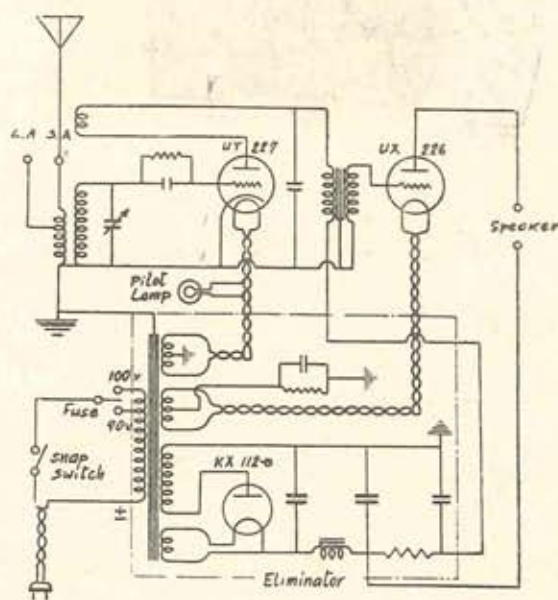 L.A S.A
UY 227
UX 226
Speaker
Pilot
Lamp
100v
Fuse
90v
Snap
Switch
KX 112-B
Eliminator